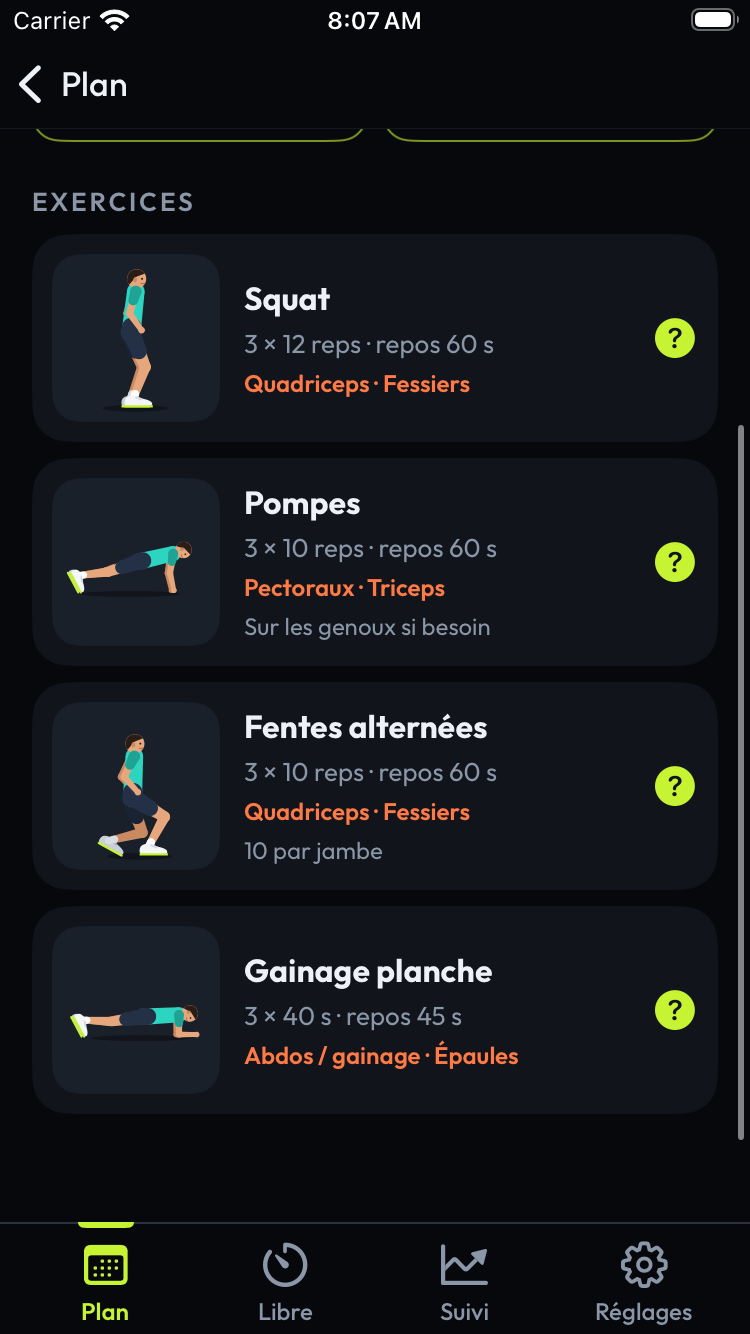 Carrier 8:07 AM
Plan
EXERCICES
Squat
3 × 12 reps · repos 60 s
Quadriceps · Fessiers
?
Pompes
3 × 10 reps · repos 60 s
Pectoraux · Triceps
Sur les genoux si besoin
?
Fentes alternées
3 × 10 reps · repos 60 s
Quadriceps · Fessiers
10 par jambe
?
Gainage planche
3 × 40 s · repos 45 s
Abdos / gainage · Épaules
?
Plan Libre Suivi Réglages